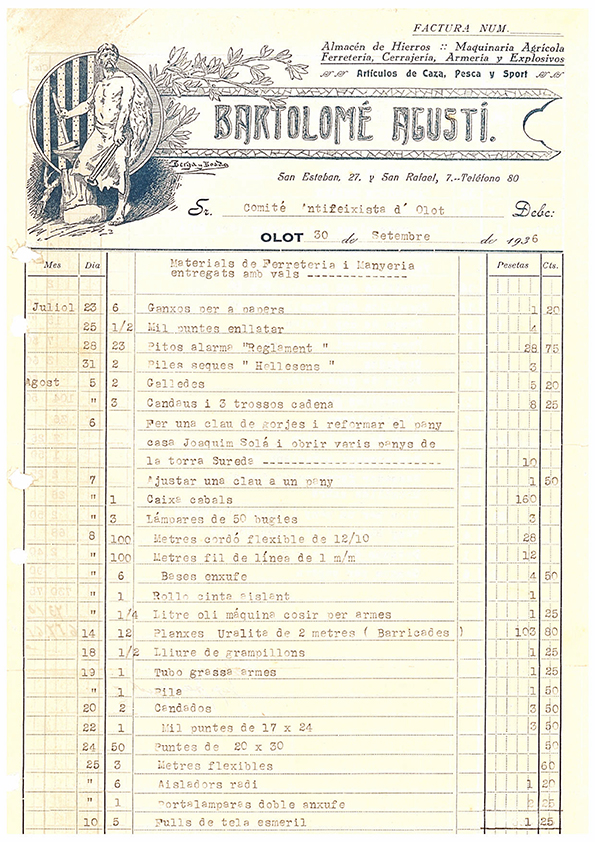 FACTURA NUM.
Almacén de Hierros :: Maquinaria Agrícola
Ferretería, Cerrajería, Armería y Explosivos
Artículos de Caza, Pesca y Sport
BARTOLOMÉ AGUSTÍ.
San Esteban, 27. y San Rafael, 7.--Teléfono 80
Sr. Comité 'ntifeixista d' Olot Debe:
OLOT 30 de Setembre de 1936
Mes Día Pesetas Cts.
Materials de Ferreteria i Manyeria
entregats amb vals --------------
Juliol 23 6 Ganxos per a papers 1 20
25 1/2 Mil puntes enllatar 4
28 23 Pitos alarma "Reglament " 28 75
31 2 Piles seques " Hellesens " 3
Agost 5 2 Galledes 5 20
" 3 Candaus i 3 trossos cadena 8 25
6 Per una clau de gorjes i reformar el pany
casa Joaquim Solá i obrir varis panys de
la torra Sureda ------------------- 10
7 Ajustar una clau a un pany 1 50
" 1 Caixa cabals 160
" 3 Lámpares de 50 bugies 3
8 100 Metres cordó flexible de 12/10 28
" 100 Metres fil de línea de 1 m/m 12
" 6 Bases enxufe 4 50
" 1 Rollo cinta aislant 1
" 1/4 Litre oli máquina cosir per armes 1 25
14 12 Planxes Uralita de 2 metres ( Barricades ) 103 80
18 1/2 Lliure de grampillons 1 25
19 1 Tubo grassa armes 1 25
" 1 Pila 1 50
20 2 Candados 3 50
22 1 Mil puntes de 17 x 24 3 50
24 50 Puntes de 20 x 30 50
25 3 Metres flexibles 60
" 6 Aisladors radi 1 20
" 1 Portalamparas doble anxufe 2 25
10 5 Fulls de tela esmeril 1 25